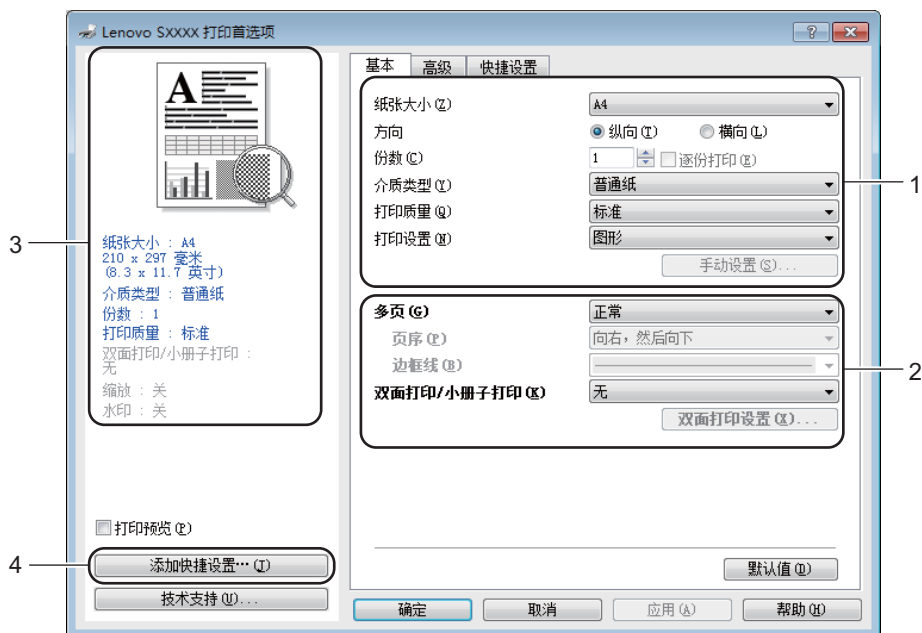 Lenovo SXXXX 打印首选项
基本 高级 快捷设置
A
纸张大小(Z) A4
方向 纵向(T) 横向(L)
份数(C) 1 逐份打印(E)
介质类型(Y) 普通纸
打印质量(Q) 标准
打印设置(N) 图形
手动设置(S)...
1
3
纸张大小 : A4
210 x 297 毫米
(8.3 x 11.7 英寸)
介质类型 : 普通纸
份数 : 1
打印质量 : 标准
双面打印/小册子打印 :
无
缩放 : 关
水印 : 关
多页(G) 正常
页序(P) 向右，然后向下
边框线(B)
双面打印/小册子打印(K) 无
双面打印设置(X)...
2
打印预览(P)
4
添加快捷设置…(J)
技术支持(U)...
默认值(D)
确定 取消 应用(A) 帮助(H)